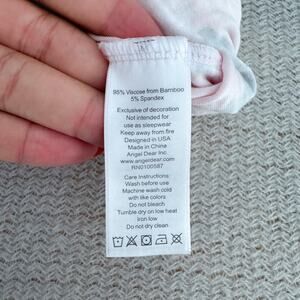 95% Viscose from Bamboo
5% Spandex
Exclusive of decoration
Not intended for
use as sleepwear
Keep away from fire
Designed in USA
Made in China
Angel Dear Inc.
www.angeldear.com
RN0100587
Care Instructions:
Wash before use
Machine wash cold
with like colors
Do not bleach
Tumble dry on low heat
Iron low
Do not dry clean